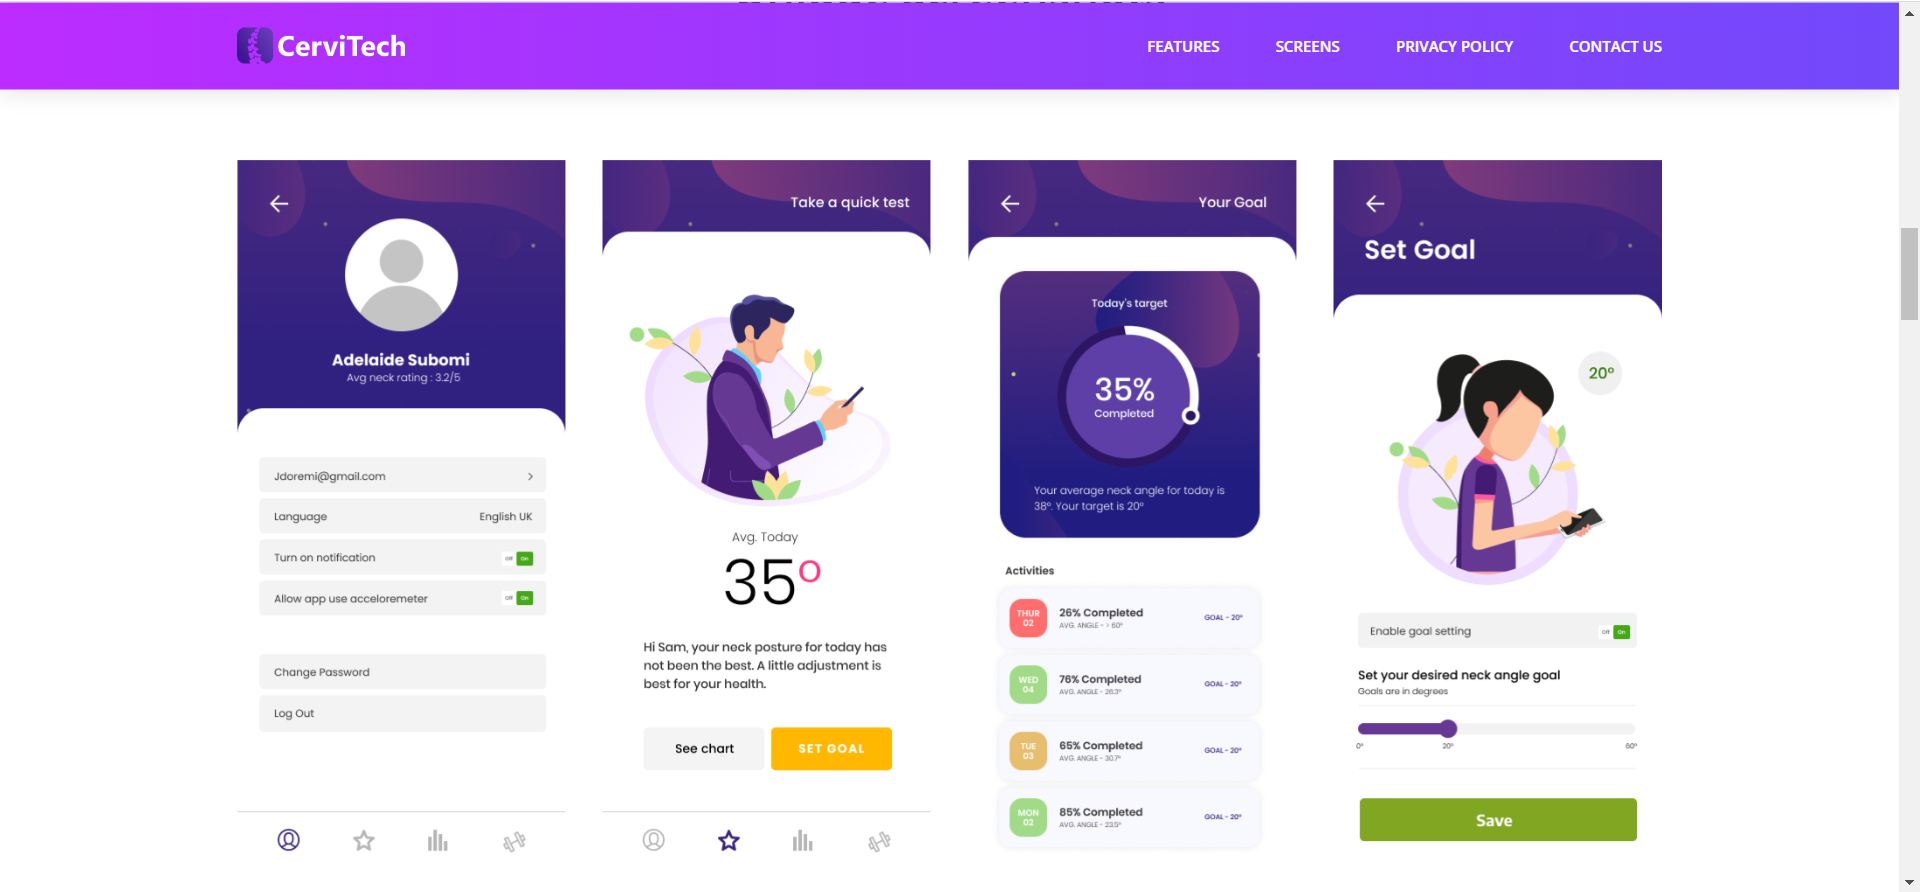 CerviTech
FEATURES
SCREENS
PRIVACY POLICY
CONTACT US
Adelaide Subomi
Avg neck rating : 3.2/5
Jdoremi@gmail.com
Language English UK
Turn on notification Off On
Allow app use acceloremeter Off On
Change Password
Log Out
Take a quick test
Avg. Today
35°
Hi Sam, your neck posture for today has
not been the best. A little adjustment is
best for your health.
See chart
SET GOAL
Your Goal
Today's target
35%
Completed
Your average neck angle for today is
38°. Your target is 20°
Activities
THUR
02
26% Completed
AVG. ANGLE - > 60°
GOAL - 20°
WED
04
76% Completed
AVG. ANGLE - 26.3°
GOAL - 20°
TUE
03
65% Completed
AVG. ANGLE - 30.7°
GOAL - 20°
MON
02
85% Completed
AVG. ANGLE - 23.5°
GOAL - 20°
Set Goal
20°
Enable goal setting Off On
Set your desired neck angle goal
Goals are in degrees
0° 20° 60°
Save